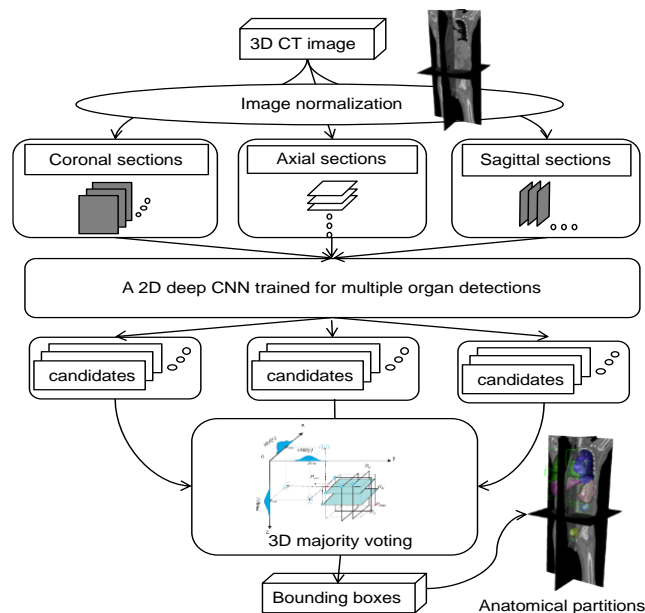 3D CT image
Image normalization
Coronal sections
Axial sections
Sagittal sections
A 2D deep CNN trained for multiple organ detections
candidates
candidates
candidates
3D majority voting
Bounding boxes
Anatomical partitions